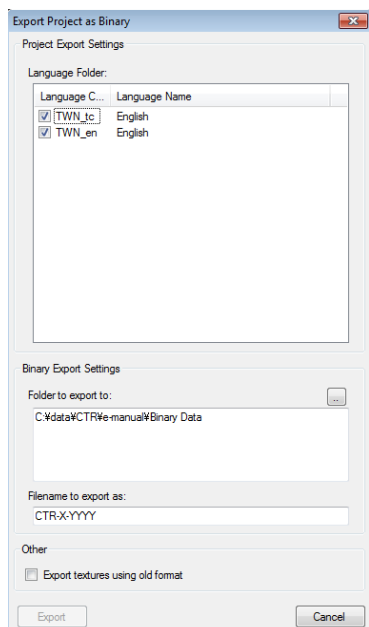 Export Project as Binary
Project Export Settings
Language Folder:
Language C... Language Name
TWN_tc English
TWN_en English
Binary Export Settings
Folder to export to:
..
C:¥data¥CTR¥e-manual¥Binary Data
Filename to export as:
CTR-X-YYYY
Other
Export textures using old format
Export Cancel